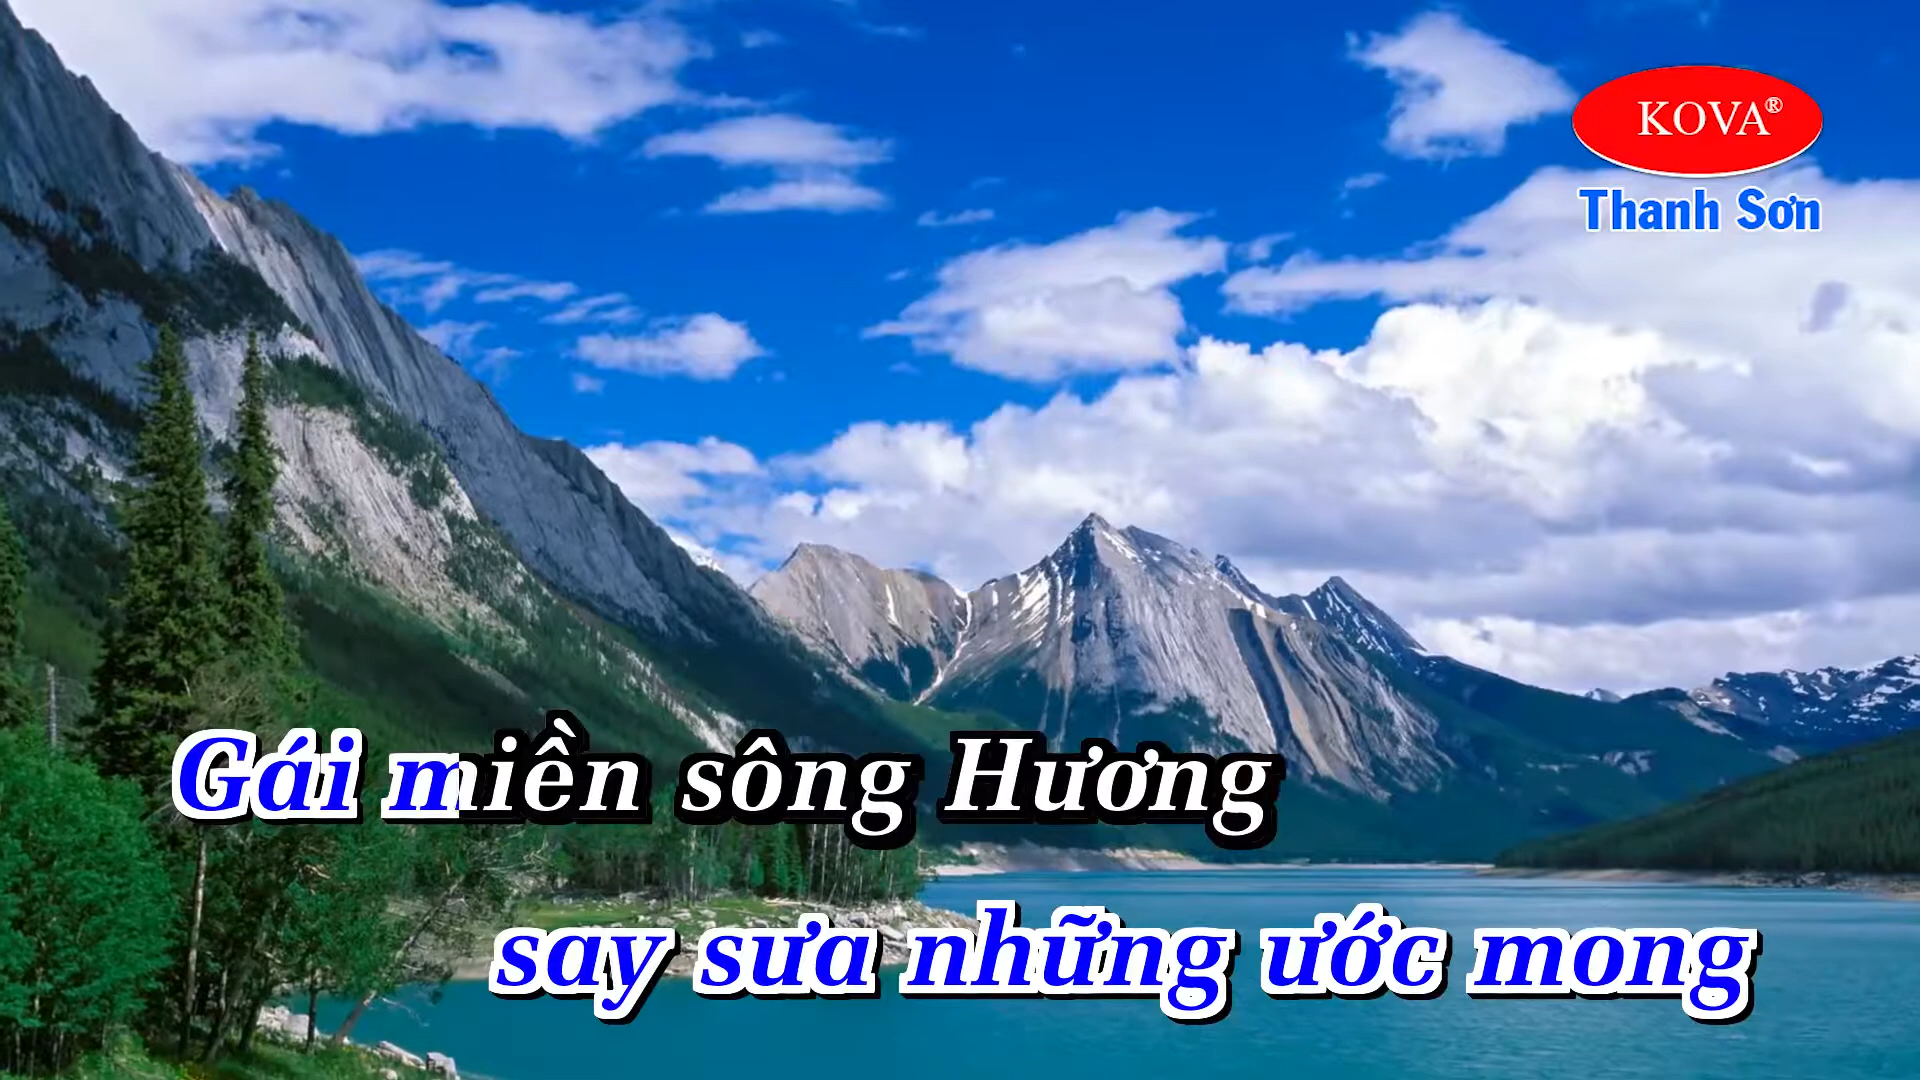 KOVA®
Thanh Sơn
Gái miền sông Hương
say sưa những ước mong